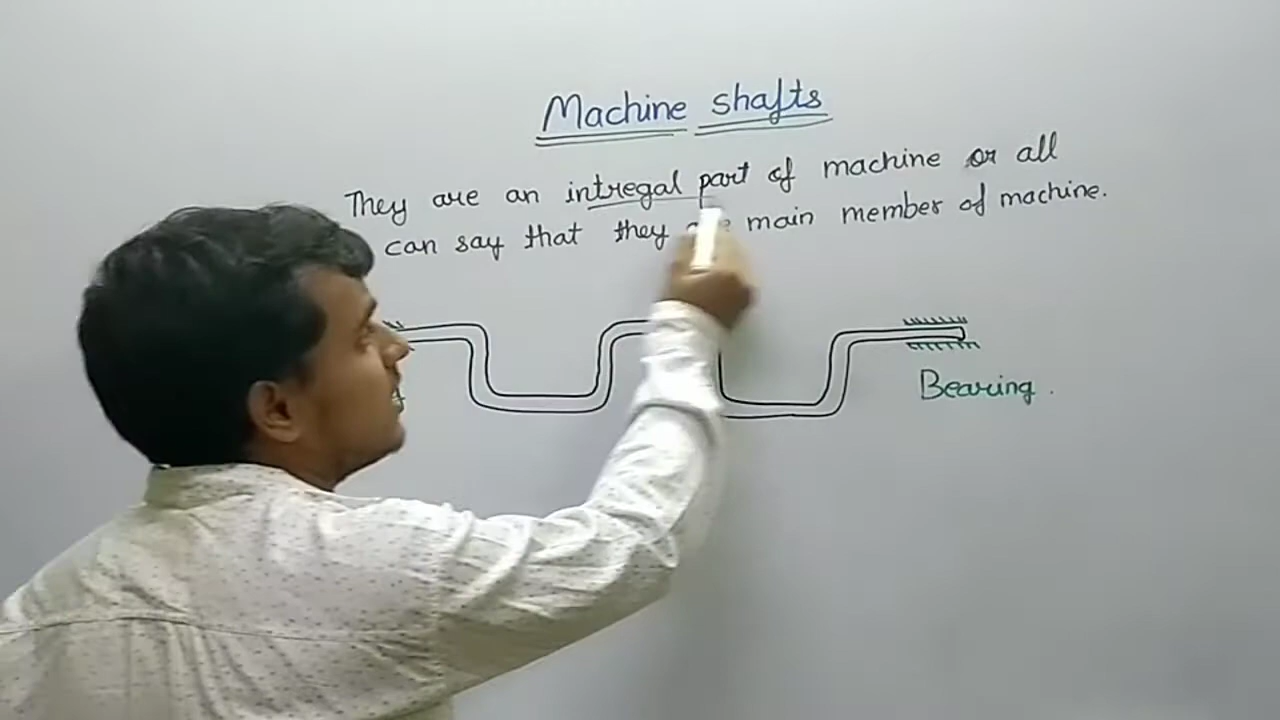 Machine shafts
They are an intregal part of machine or all
can say that they are main member of machine.
Bearing.